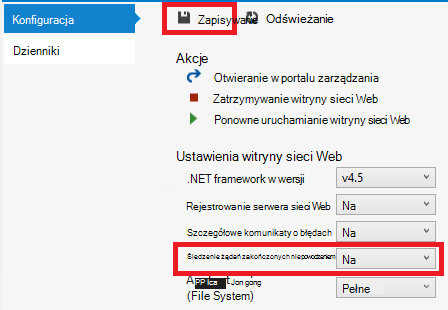 Konfiguracja
Dzienniki
Zapisywanie Odświeżanie
Akcje
Otwieranie w portalu zarządzania
Zatrzymywanie witryny sieci Web
Ponowne uruchamianie witryny sieci Web
Ustawienia witryny sieci Web
.NET framework w wersji v4.5
Rejestrowanie serwera sieci Web Na
Szczegółowe komunikaty o błędach Na
Śledzenie żądań zakończonych niepowodzeniem Na
(File System) Pełne